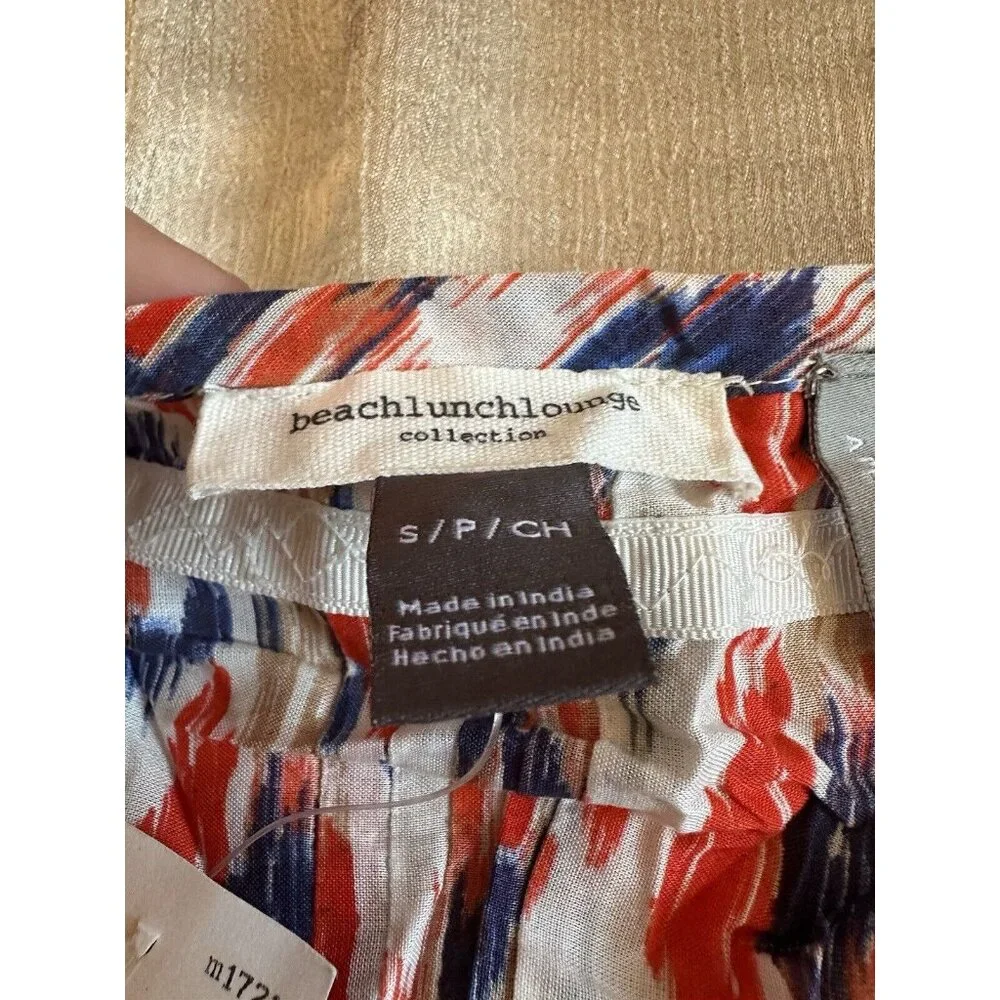 beachlunchlounge
collection
S/P/CH
Made in India
Fabriqué en Inde
Hecho en India